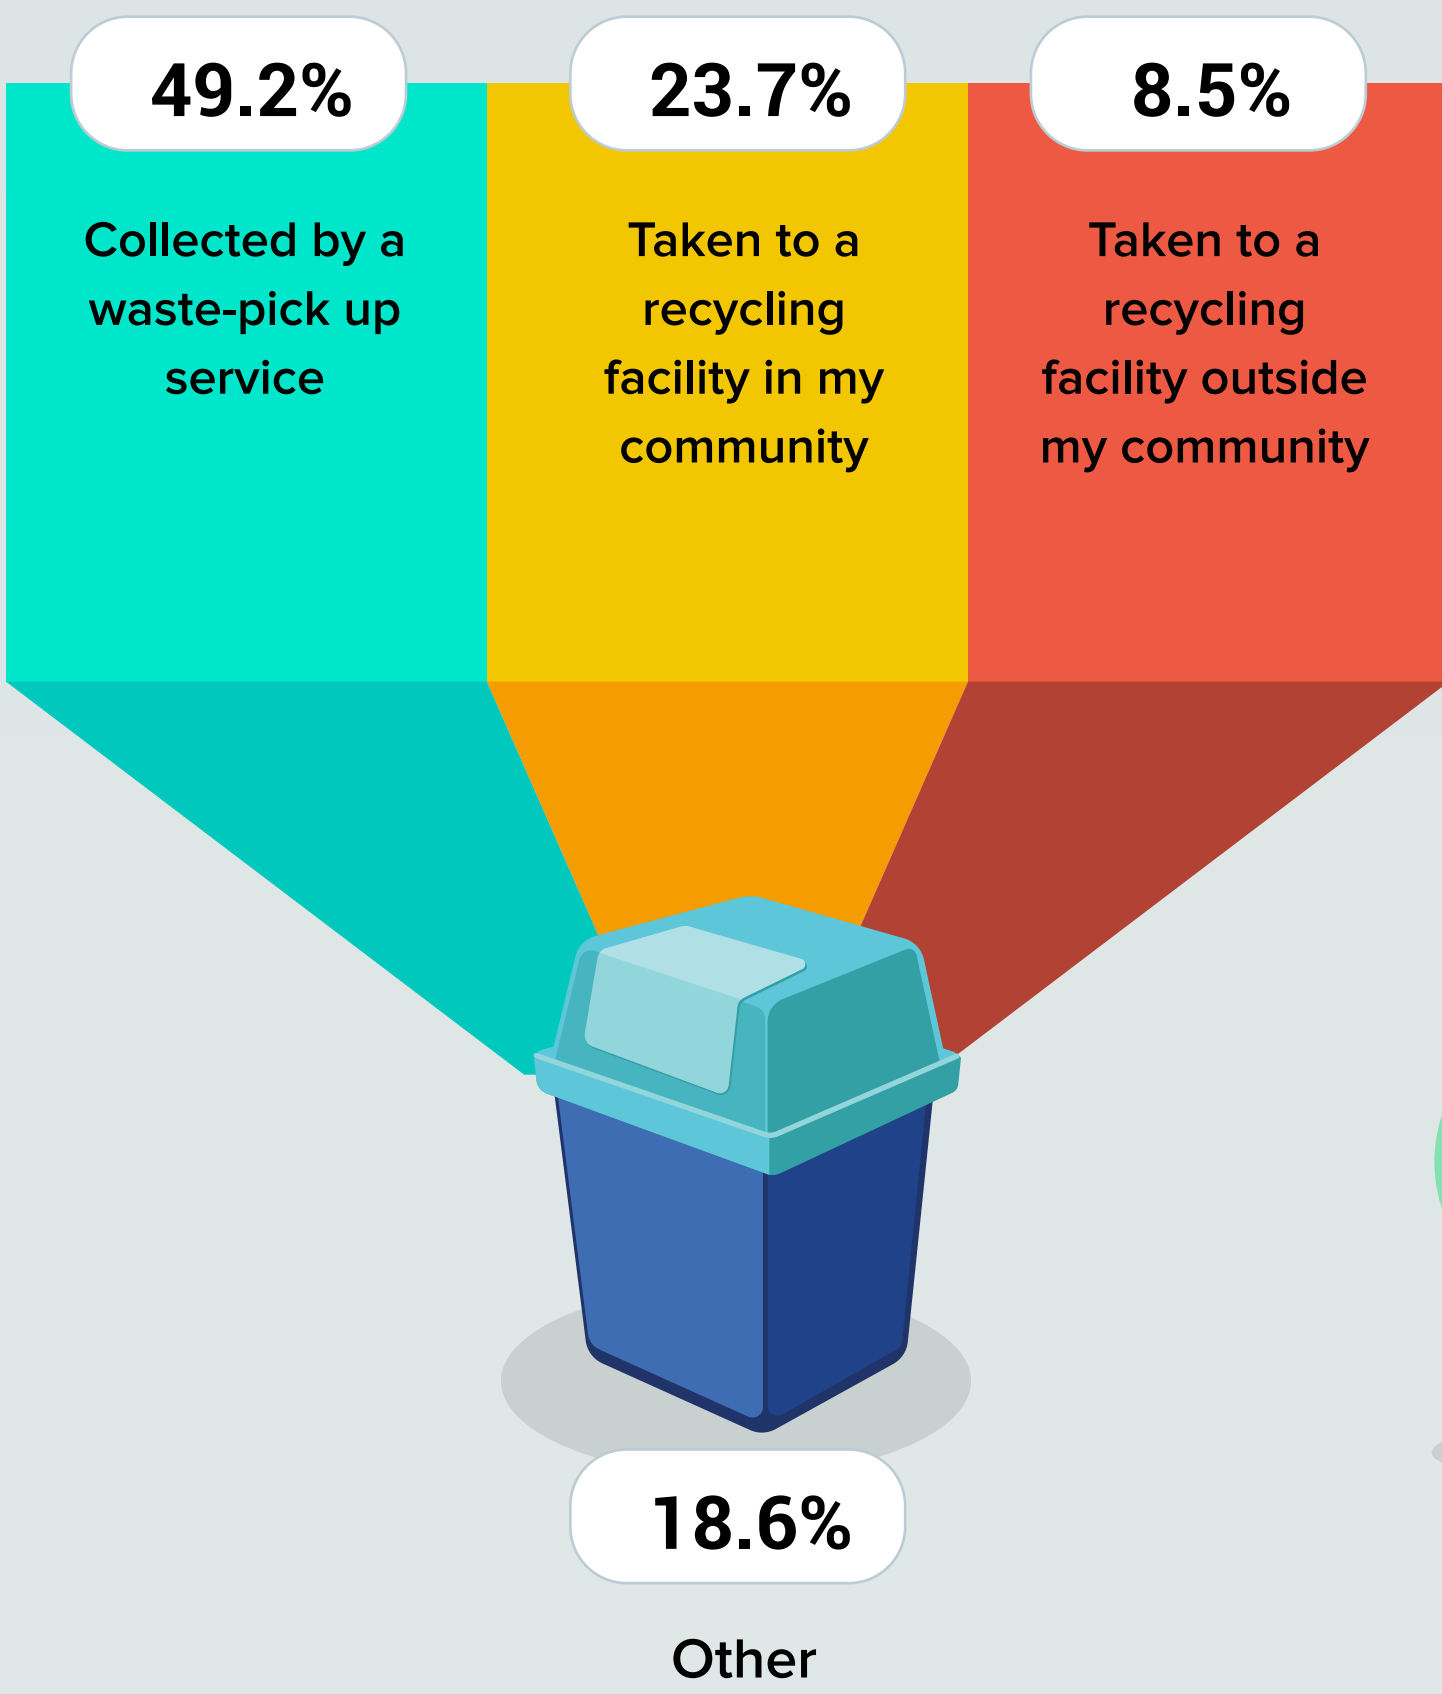 49.2%
Collected by a
waste-pick up
service
23.7%
Taken to a
recycling
facility in my
community
8.5%
Taken to a
recycling
facility outside
my community
18.6%
Other